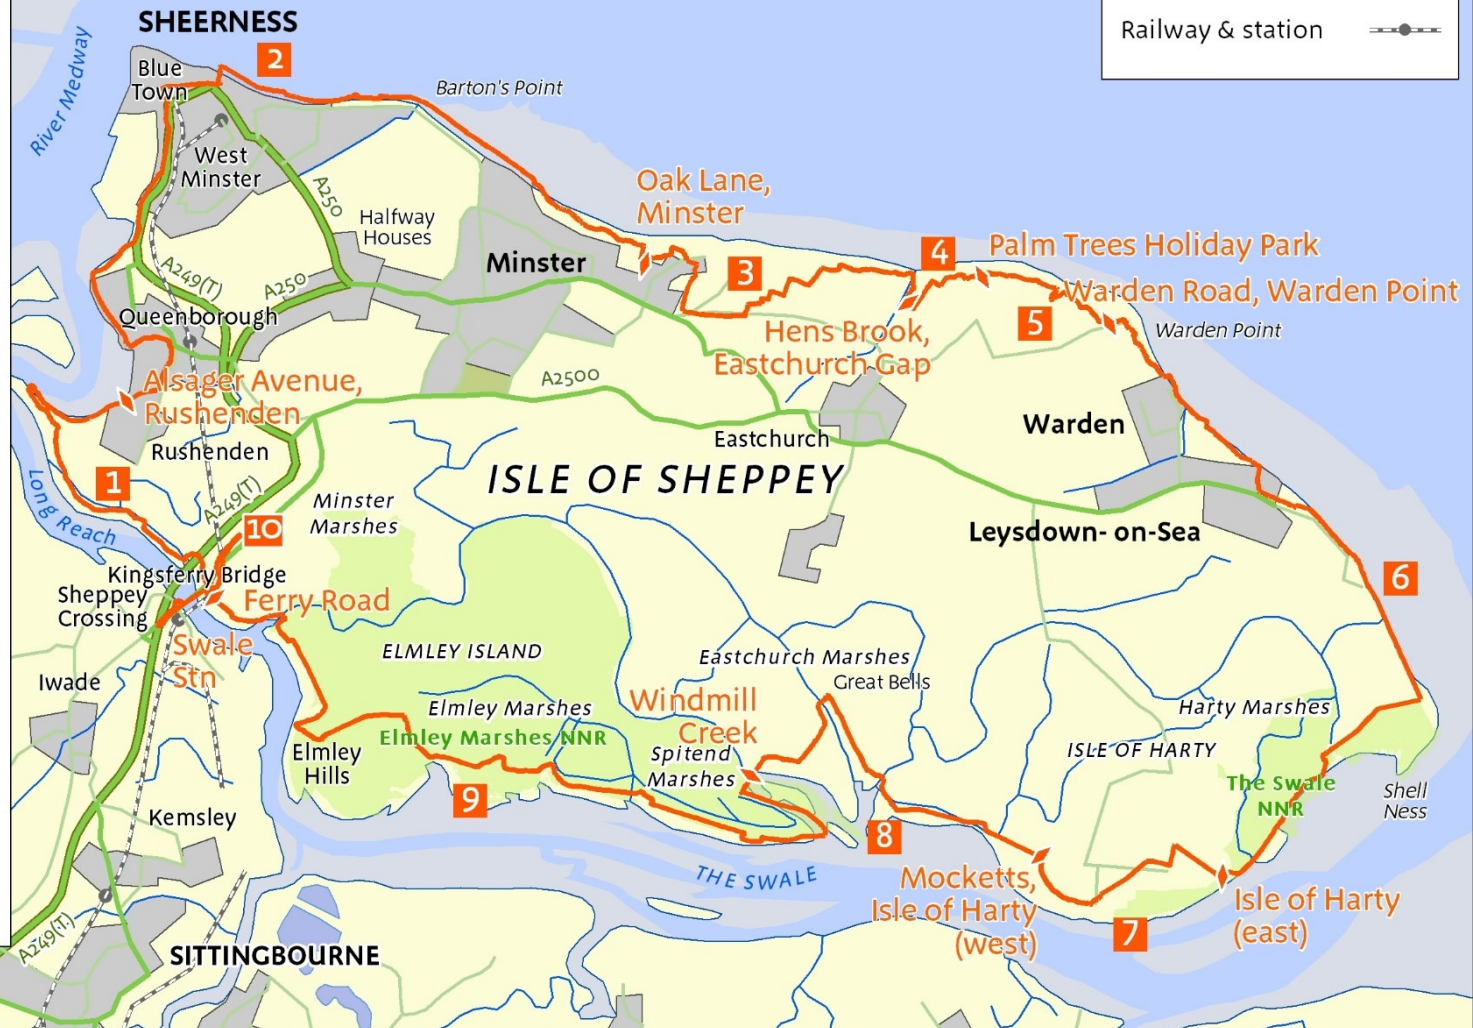 SHEERNESS
2
Railway & station
River Medway
Blue
Town
Barton's Point
West
Minster
A250
Oak Lane,
Minster
Halfway
Houses
Minster
3
4
Palm Trees Holiday Park
A249(T)
A250
Warden Road, Warden Point
Queenborough
Hens Brook,
Eastchurch Gap
5
Warden Point
Alsager Avenue,
Rushenden
A2500
Rushenden
Eastchurch
Warden
1
Long Reach
A249(T)
Minster
Marshes
ISLE OF SHEPPEY
10
Leysdown- on-Sea
Kingsferry Bridge
6
Sheppey
Crossing
Ferry Road
Swale
Stn
ELMLEY ISLAND
Eastchurch Marshes
Great Bells
Iwade
Elmley Marshes
Windmill
Creek
Harty Marshes
Elmley Marshes NNR
ISLE OF HARTY
Elmley
Hills
Spitend
Marshes
The Swale
NNR
Shell
Ness
9
Kemsley
8
THE SWALE
Mocketts,
Isle of Harty
(west)
Isle of Harty
(east)
7
A249(T)
SITTINGBOURNE